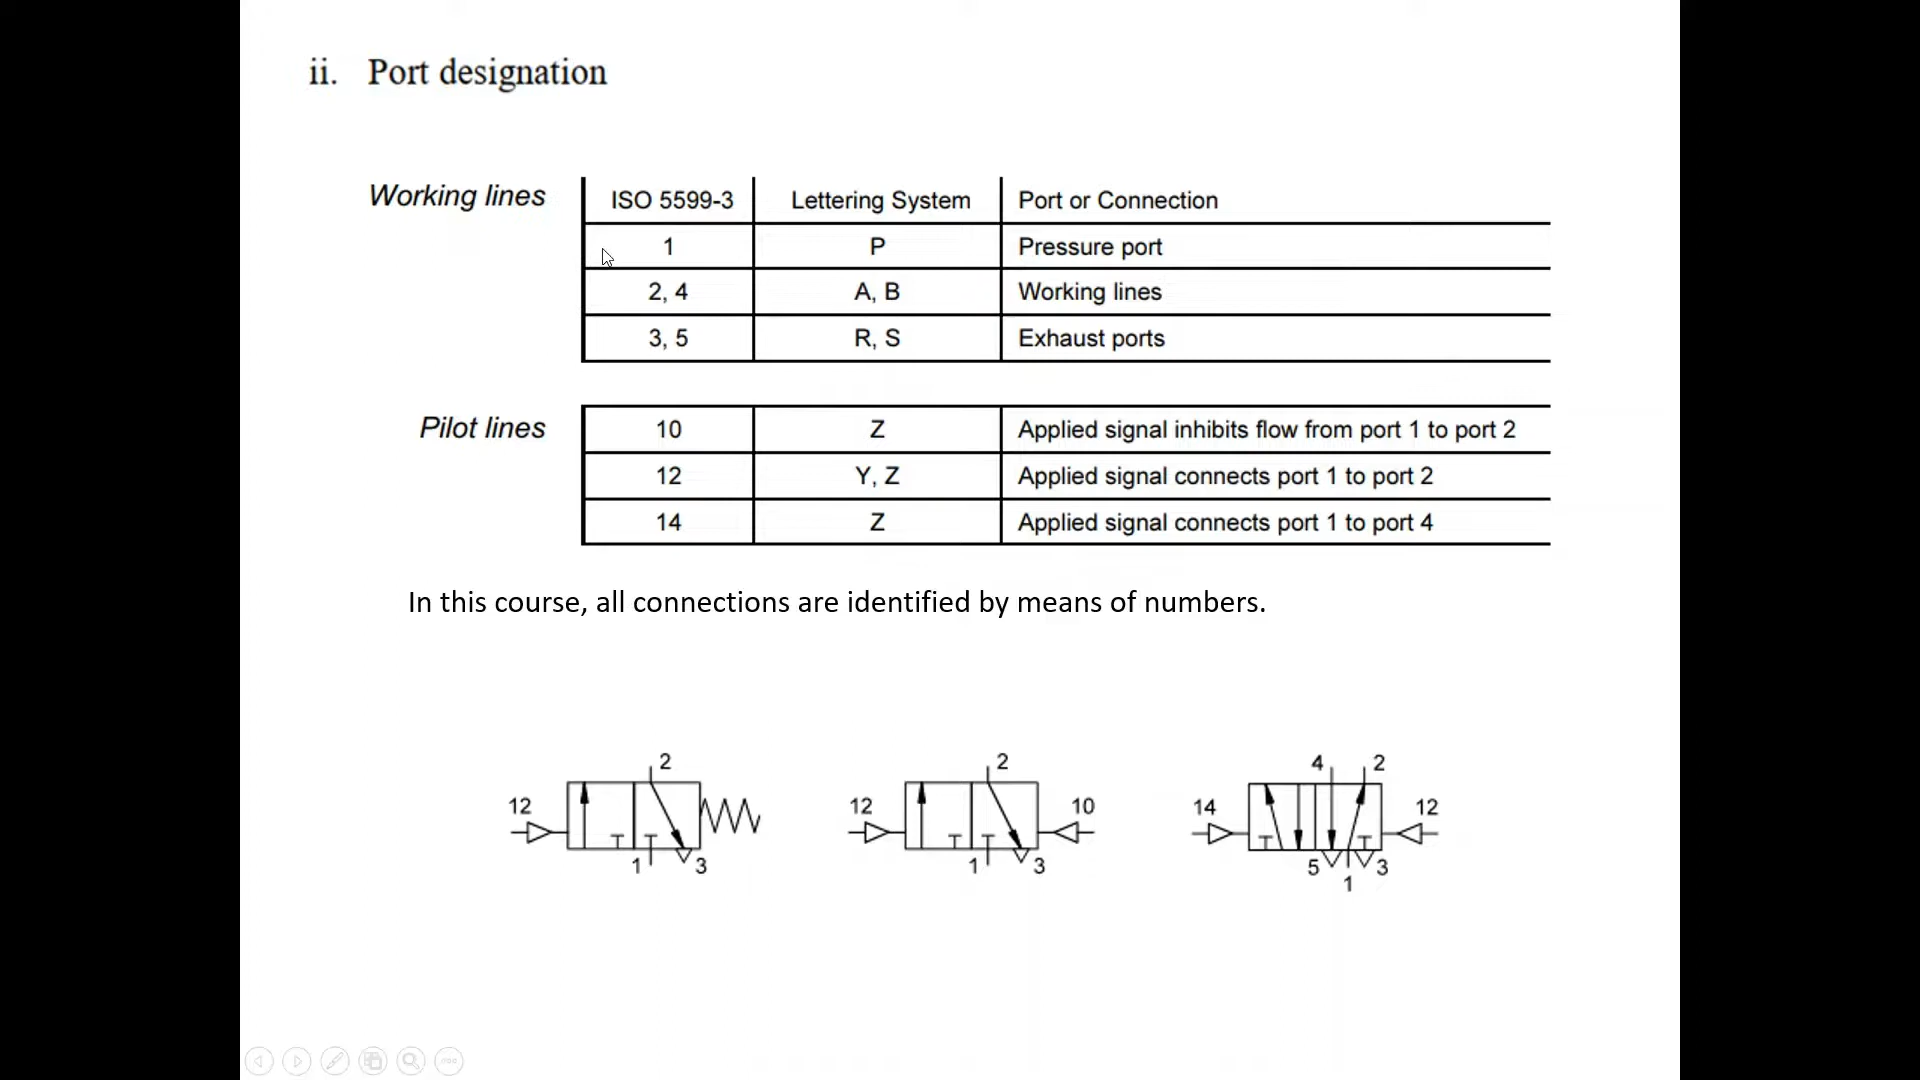 ii. Port designation
Working lines
ISO 5599-3 Lettering System Port or Connection
1 P Pressure port
2, 4 A, B Working lines
3, 5 R, S Exhaust ports
Pilot lines
10 Z Applied signal inhibits flow from port 1 to port 2
12 Y, Z Applied signal connects port 1 to port 2
14 Z Applied signal connects port 1 to port 4
In this course, all connections are identified by means of numbers.
2
12
1 3
2
12 10
1 3
4 2
14 12
5 3
1